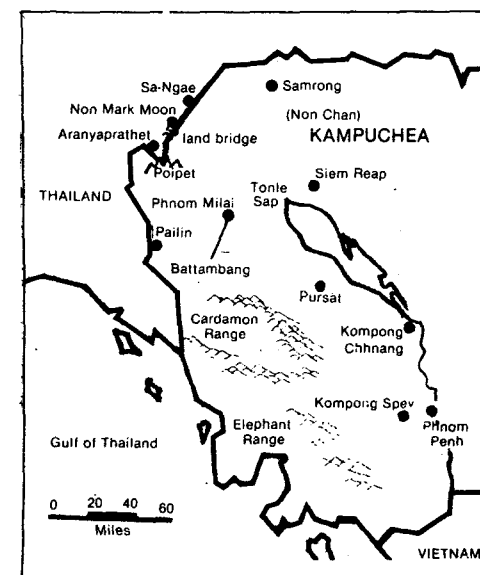 Sa-Ngae
Samrong
Non Mark Moon
(Non Chan)
Aranyaprathet
land bridge
KAMPUCHEA
Poipet
Siem Reap
THAILAND
Phnom Milai
Tonle
Sap
Pailin
Battambang
Pursat
Cardamon
Range
Kompong
Chhnang
Kompong Spev
Elephant
Range
Phnom
Penh
Gulf of Thailand
0 20 40 60
Miles
VIETNAM